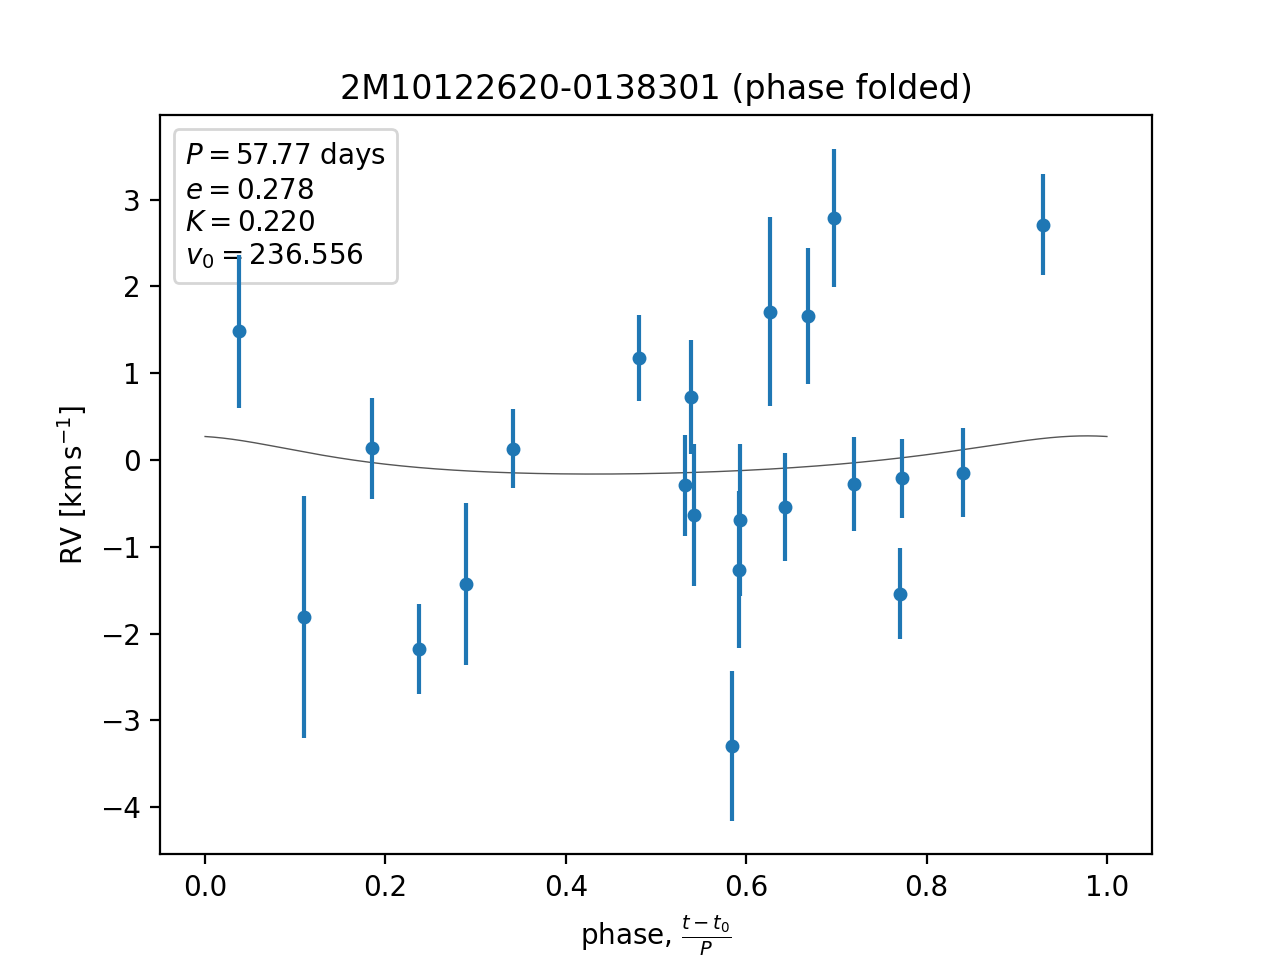 2M10122620-0138301 (phase folded)
P = 57.77 days
e = 0.278
K = 0.220
v₀ = 236.556
3
2
1
0
−1
−2
−3
−4
RV [km s⁻¹]
0.0 0.2 0.4 0.6 0.8 1.0
phase, (t − t₀)/P